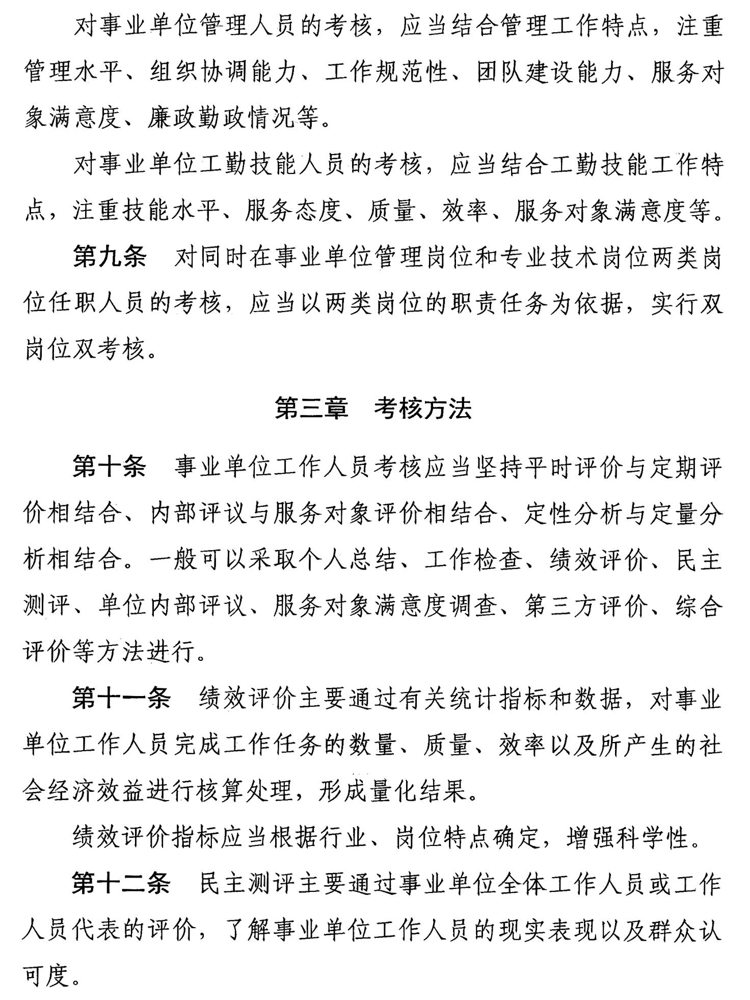 对事业单位管理人员的考核，应当结合管理工作特点，注重
管理水平、组织协调能力、工作规范性、团队建设能力、服务对
象满意度、廉政勤政情况等。
对事业单位工勤技能人员的考核，应当结合工勤技能工作特
点，注重技能水平、服务态度、质量、效率、服务对象满意度等。
第九条 对同时在事业单位管理岗位和专业技术岗位两类岗
位任职人员的考核，应当以两类岗位的职责任务为依据，实行双
岗位双考核。
第三章 考核方法
第十条 事业单位工作人员考核应当坚持平时评价与定期评
价相结合、内部评议与服务对象评价相结合、定性分析与定量分
析相结合。一般可以采取个人总结、工作检查、绩效评价、民主
测评、单位内部评议、服务对象满意度调查、第三方评价、综合
评价等方法进行。
第十一条 绩效评价主要通过有关统计指标和数据，对事业
单位工作人员完成工作任务的数量、质量、效率以及所产生的社
会经济效益进行核算处理，形成量化结果。
绩效评价指标应当根据行业、岗位特点确定，增强科学性。
第十二条 民主测评主要通过事业单位全体工作人员或工作
人员代表的评价，了解事业单位工作人员的现实表现以及群众认
可度。